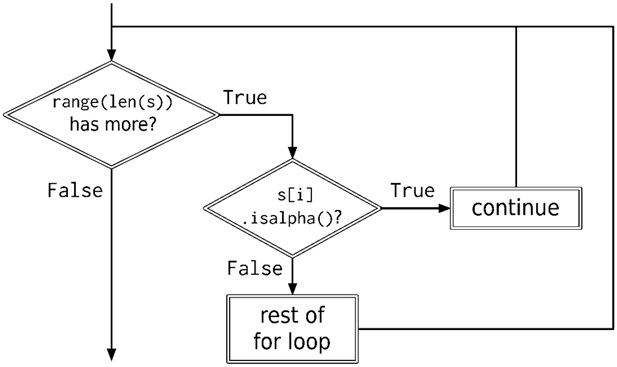 range(len(s))
has more?
True
False
s[i]
.isalpha()?
True
continue
False
rest of
for loop